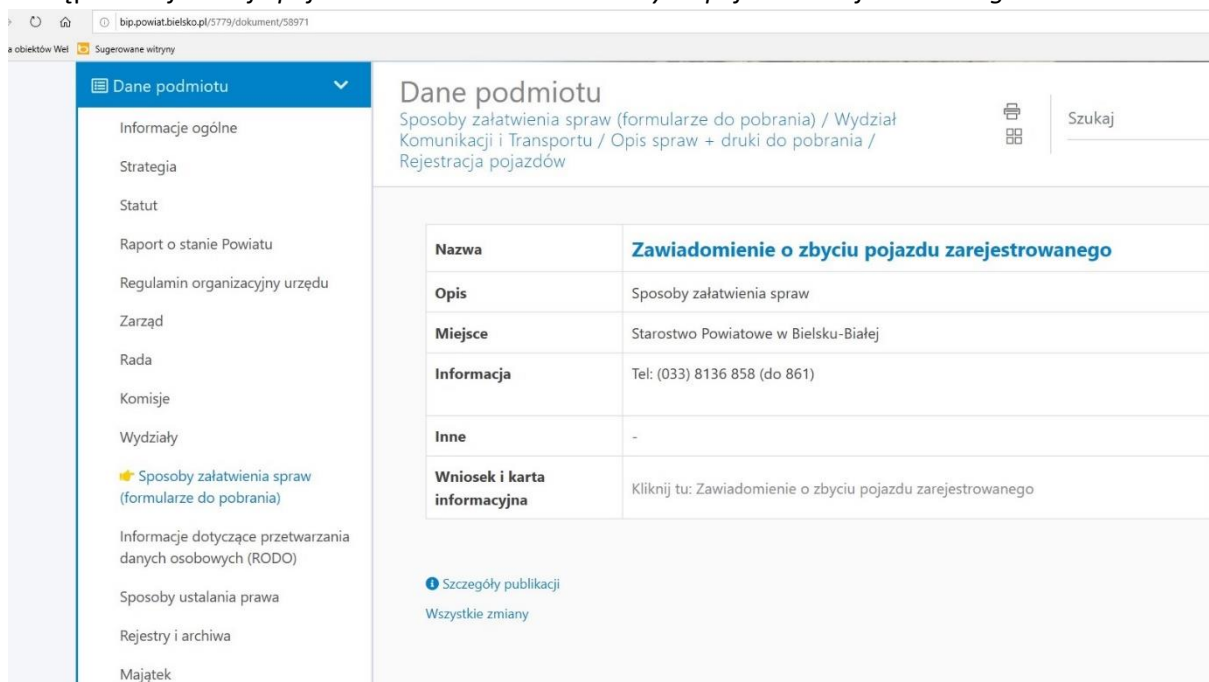 bip.powiat.bielsko.pl/5779/dokument/58971
a obiektów Wel Sugerowane witryny
Dane podmiotu
Informacje ogólne
Strategia
Statut
Raport o stanie Powiatu
Regulamin organizacyjny urzędu
Zarząd
Rada
Komisje
Wydziały
Sposoby załatwienia spraw
(formularze do pobrania)
Informacje dotyczące przetwarzania
danych osobowych (RODO)
Sposoby ustalania prawa
Rejestry i archiwa
Majątek
Dane podmiotu
Sposoby załatwienia spraw (formularze do pobrania) / Wydział
Komunikacji i Transportu / Opis spraw + druki do pobrania /
Rejestracja pojazdów
Szukaj
Nazwa Zawiadomienie o zbyciu pojazdu zarejestrowanego
Opis Sposoby załatwienia spraw
Miejsce Starostwo Powiatowe w Bielsku-Białej
Informacja Tel: (033) 8136 858 (do 861)
Inne -
Wniosek i karta
informacyjna Kliknij tu: Zawiadomienie o zbyciu pojazdu zarejestrowanego
Szczegóły publikacji
Wszystkie zmiany